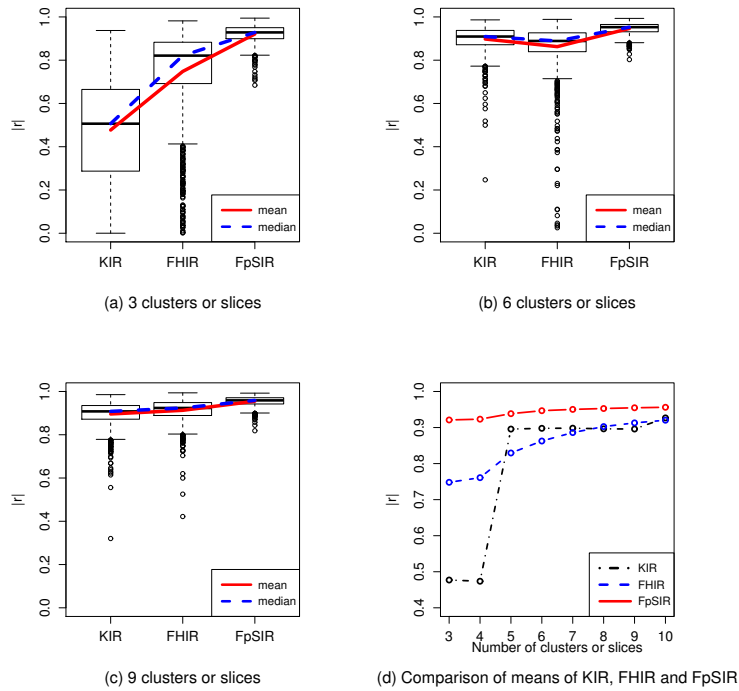 1.0
0.8
0.6
0.4
0.2
0.0
|r|
mean
median
KIR FHIR FpSIR
(a) 3 clusters or slices
1.0
0.8
0.6
0.4
0.2
0.0
|r|
mean
median
KIR FHIR FpSIR
(b) 6 clusters or slices
1.0
0.8
0.6
0.4
0.2
0.0
|r|
mean
median
KIR FHIR FpSIR
(c) 9 clusters or slices
1.0
0.9
0.8
0.7
0.6
0.5
0.4
|r|
KIR
FHIR
FpSIR
3 4 5 6 7 8 9 10
Number of clusters or slices
(d) Comparison of means of KIR, FHIR and FpSIR